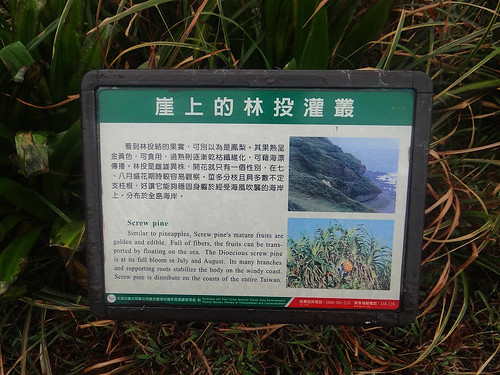 崖上的林投灌叢
看到林投結的果實，可別以為是鳳梨。其果熟呈
金黃色，可食用，過熟則逐漸乾枯纖維化，可藉海漂
傳播。林投是雌雄異株，開花就只有一個性別，在七
、八月盛花期時較容易觀察。莖多分枝且具多數不定
支柱根，好讓它能夠穩固身軀於經受海風吹襲的海岸
上。分布於全島海岸。
Screw pine
Similar to pineapples, Screw pine's mature fruits are
golden and edible. Full of fibers, the fruits can be trans-
ported by floating on the sea. The Dioecious Screw pine
is at its full bloom in July and August. Its many branches
and supporting roots stabilize the body on the windy coast.
Screw pine is distribute on the coasts of the entire Taiwan.